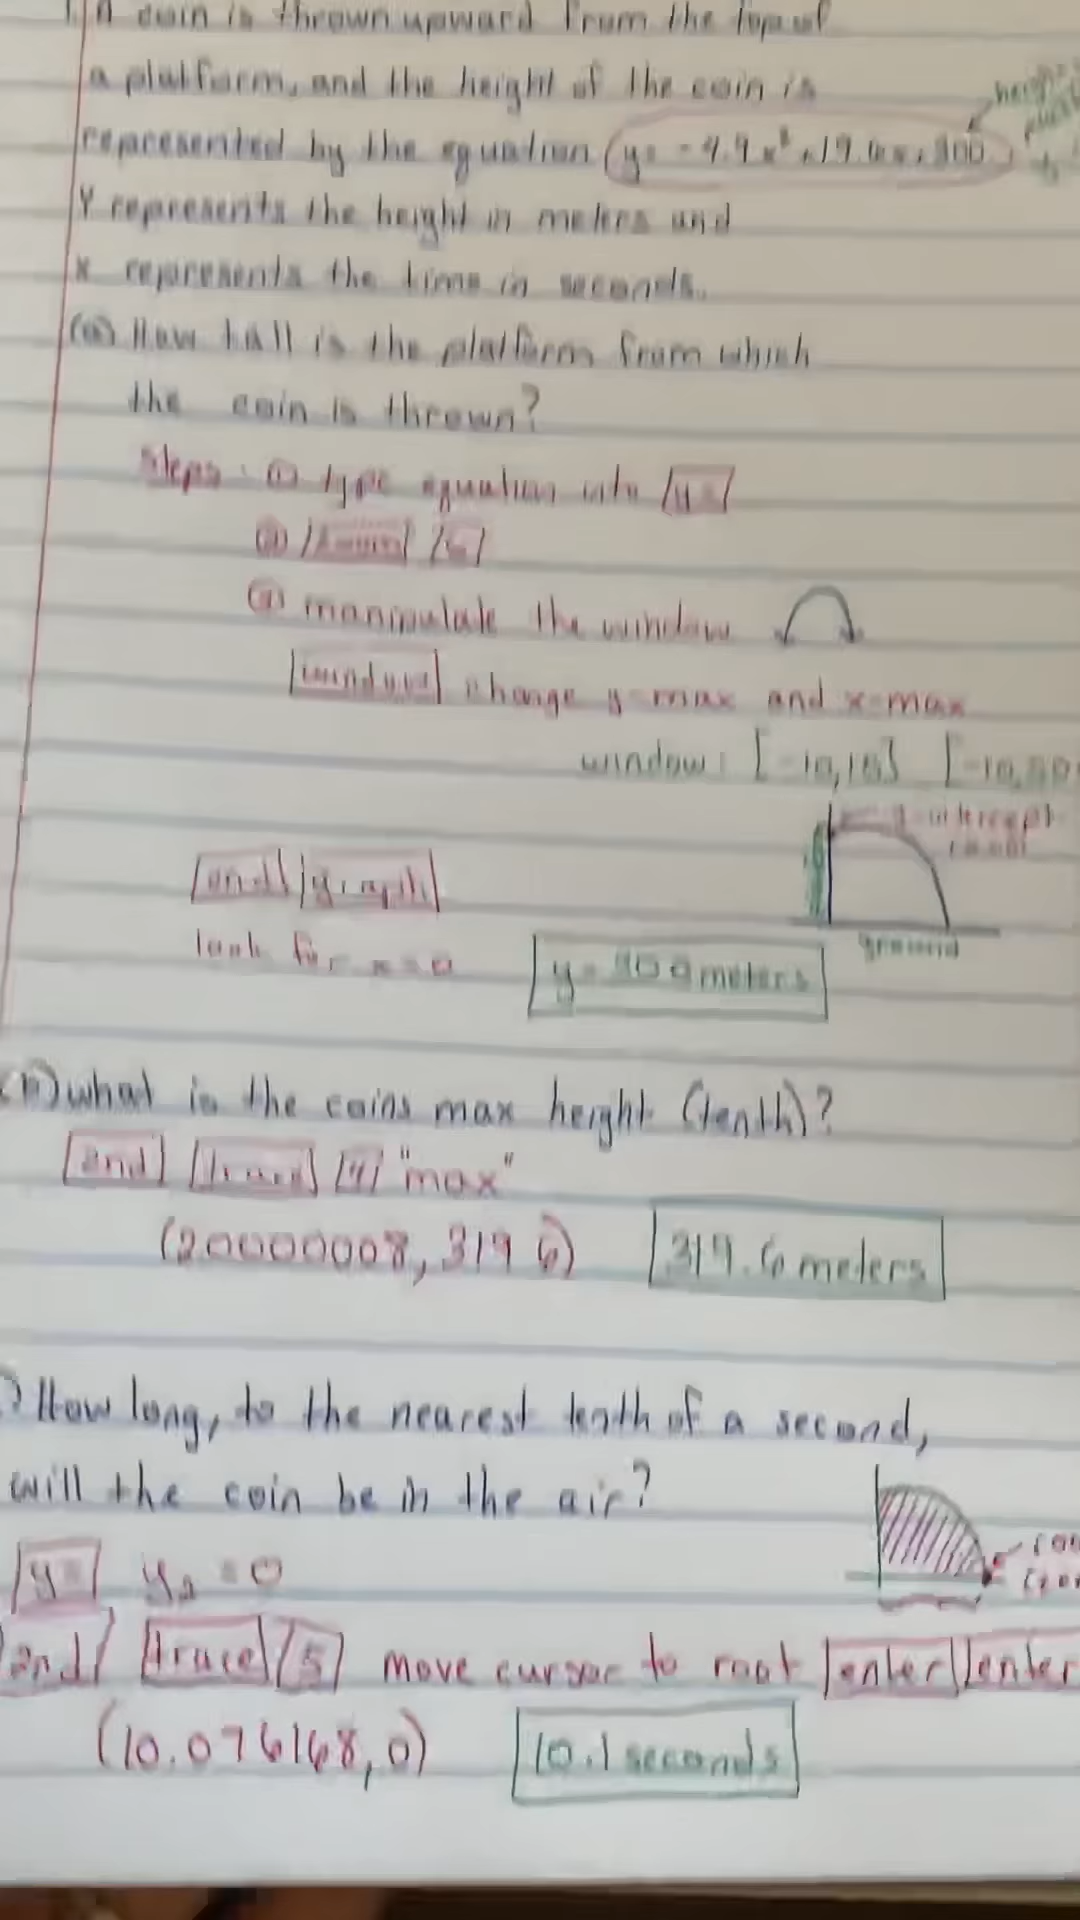 1. A coin is thrown upward from the top of
a platform, and the height of the coin is
represented by the equation y = -4.9x² + 19.6x + 300.
Y represents the height in meters and
x represents the time in seconds.
(a) How tall is the platform from which
the coin is thrown?
Steps: ① type equation into y=
② zoom 6
③ manipulate the window
window change y-max and x-max
window: [-10,15] [-10,
y-intercept
2nd graph
ground
look for x=0
y = 300 meters
(b) what is the coins max height (tenth)?
2nd trace 4 "max"
(2.0000008, 319.6)
319.6 meters
How long, to the nearest tenth of a second,
will the coin be in the air?
y= y₂ = 0
2nd trace 5 move cursor to root enter enter
(10.076168, 0)
10.1 seconds